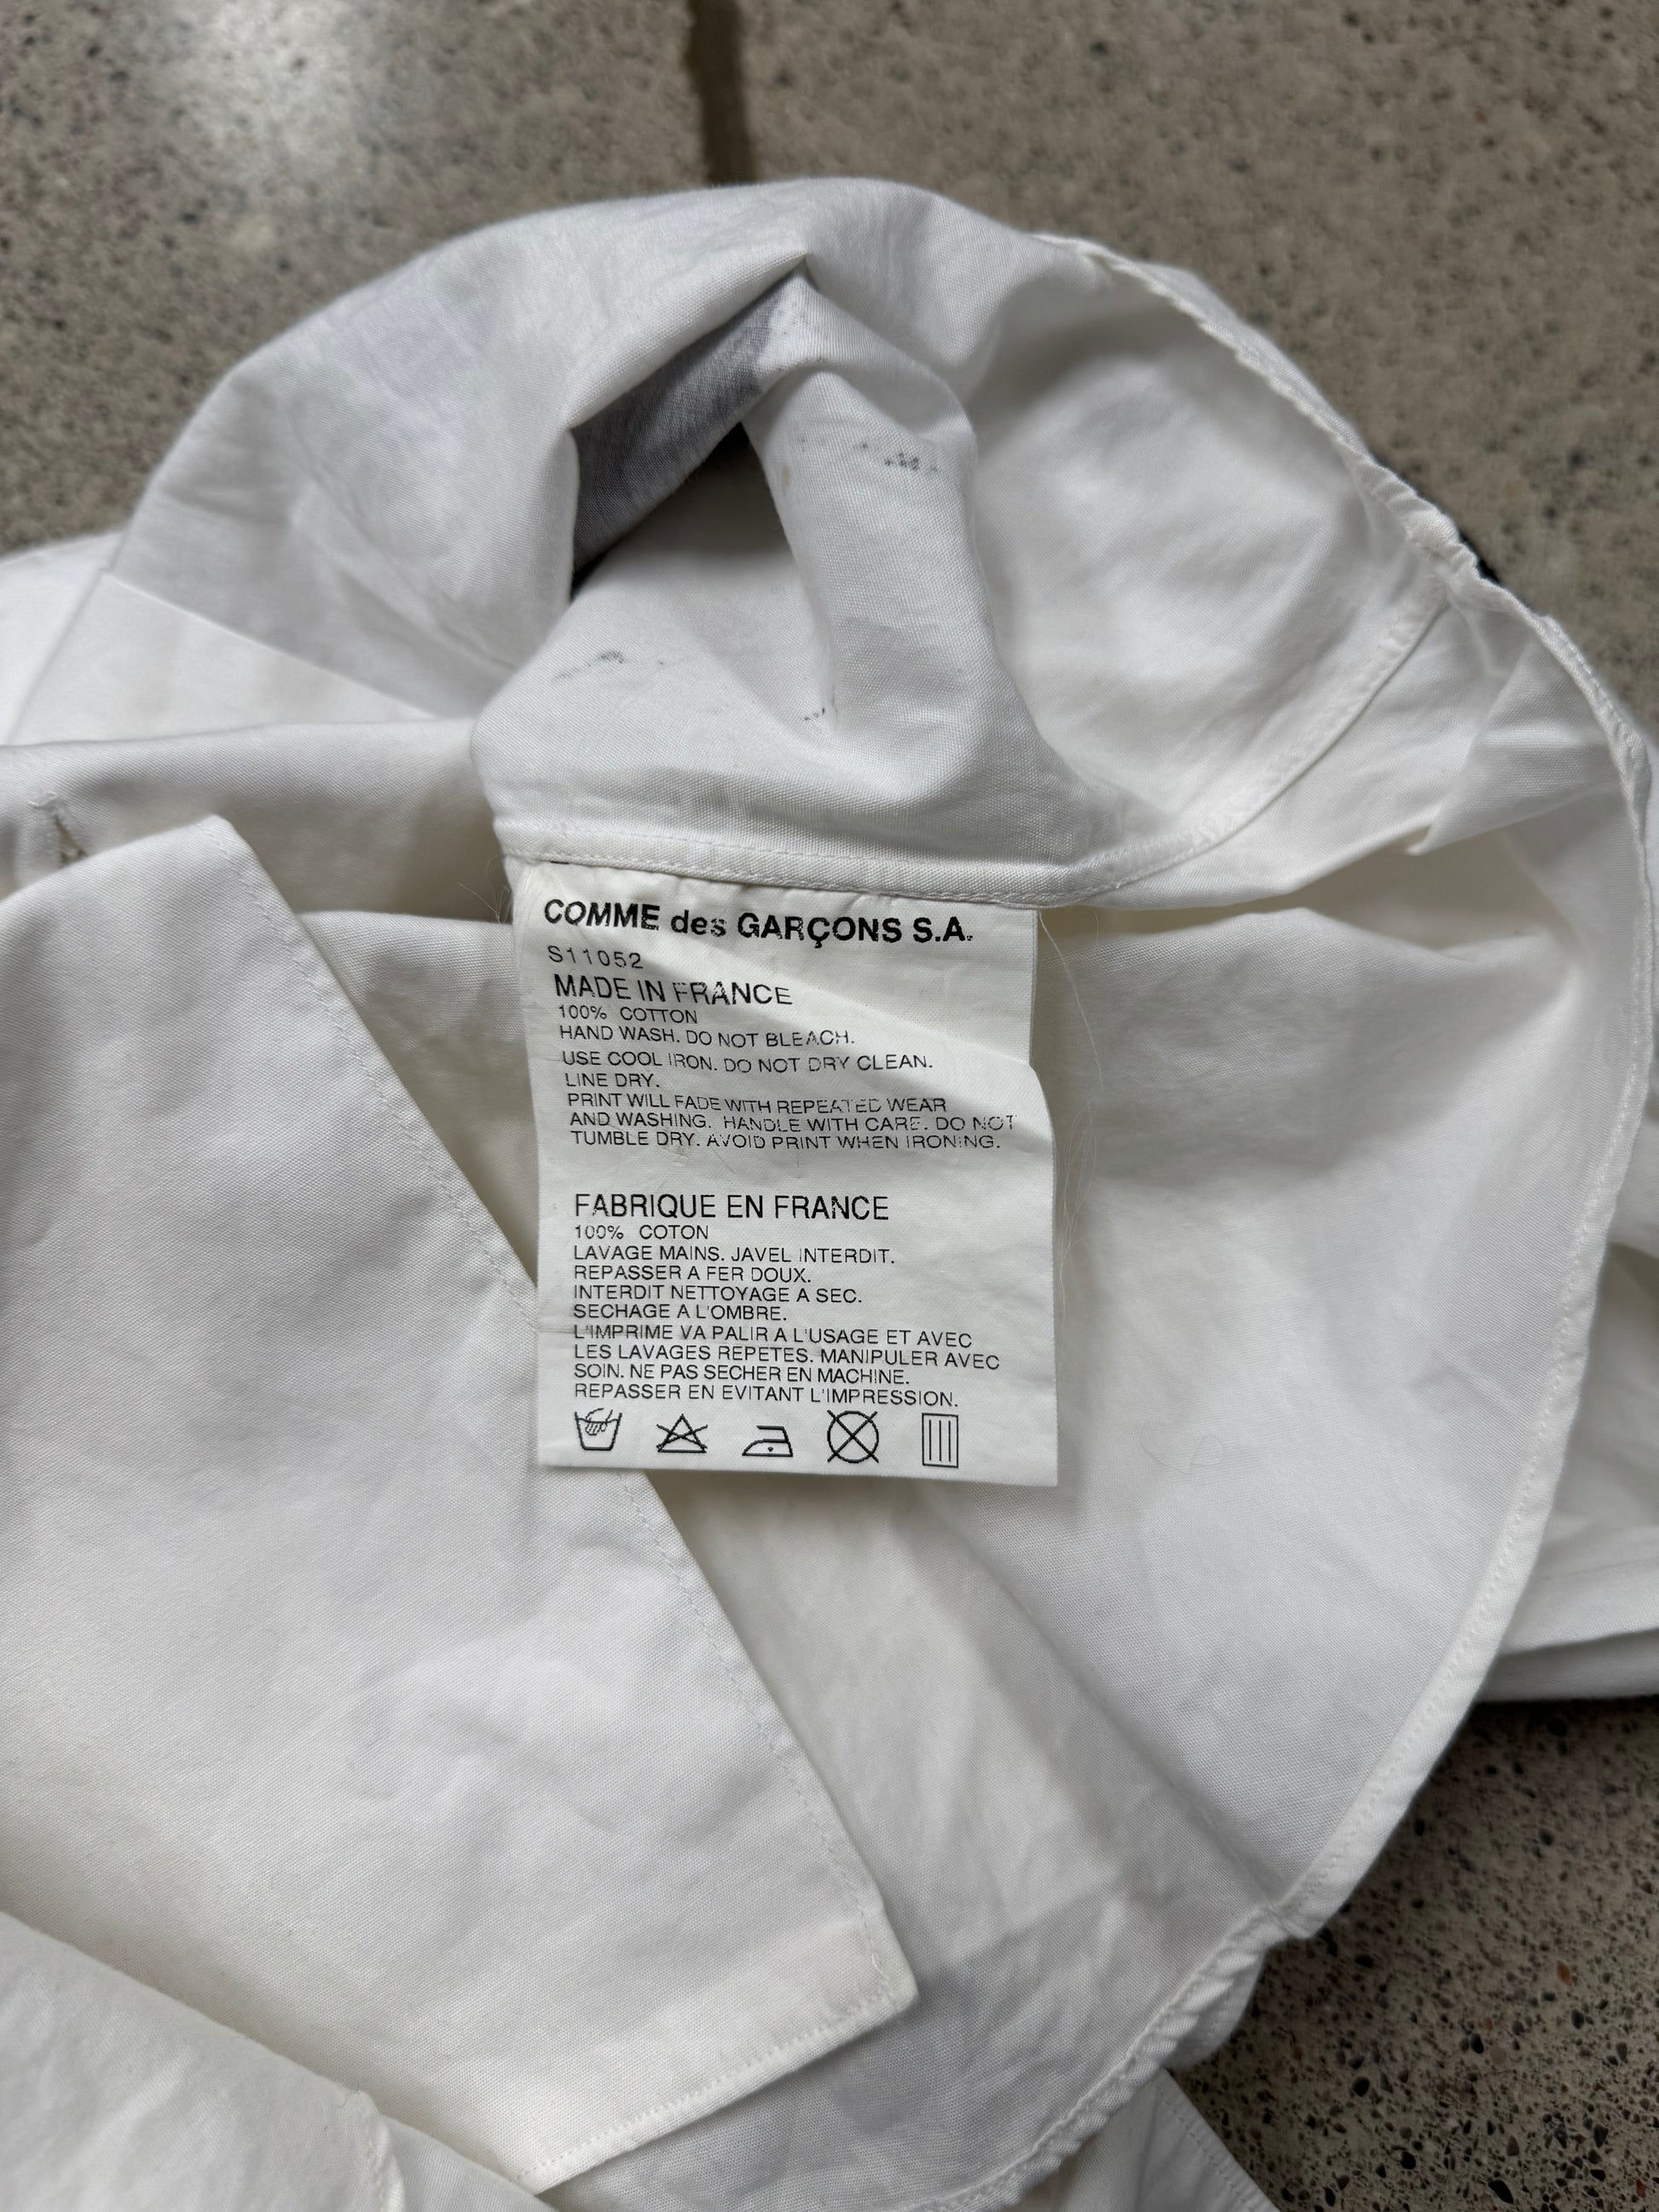 COMME des GARÇONS S.A.
S11052
MADE IN FRANCE
100% COTTON
HAND WASH. DO NOT BLEACH.
USE COOL IRON. DO NOT DRY CLEAN.
LINE DRY.
PRINT WILL FADE WITH REPEATED WEAR
AND WASHING. HANDLE WITH CARE. DO NOT
TUMBLE DRY. AVOID PRINT WHEN IRONING.
FABRIQUE EN FRANCE
100% COTON
LAVAGE MAINS. JAVEL INTERDIT.
REPASSER A FER DOUX.
INTERDIT NETTOYAGE A SEC.
SECHAGE A L'OMBRE.
L'IMPRIME VA PALIR A L'USAGE ET AVEC
LES LAVAGES REPETES. MANIPULER AVEC
SOIN. NE PAS SECHER EN MACHINE.
REPASSER EN EVITANT L'IMPRESSION.